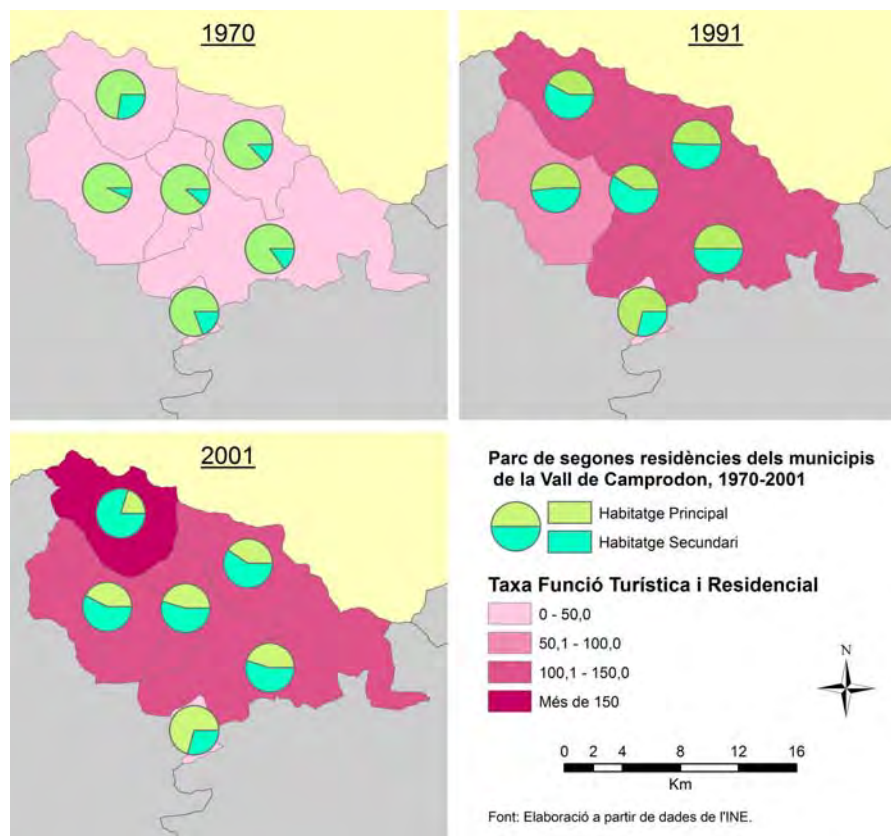 1970
1991
2001
Parc de segones residències dels municipis
de la Vall de Camprodon, 1970-2001
Habitatge Principal
Habitatge Secundari
Taxa Funció Turística i Residencial
0 - 50,0
50,1 - 100,0
100,1 - 150,0
Més de 150
N
0 2 4 8 12 16
Km
Font: Elaboració a partir de dades de l'INE.